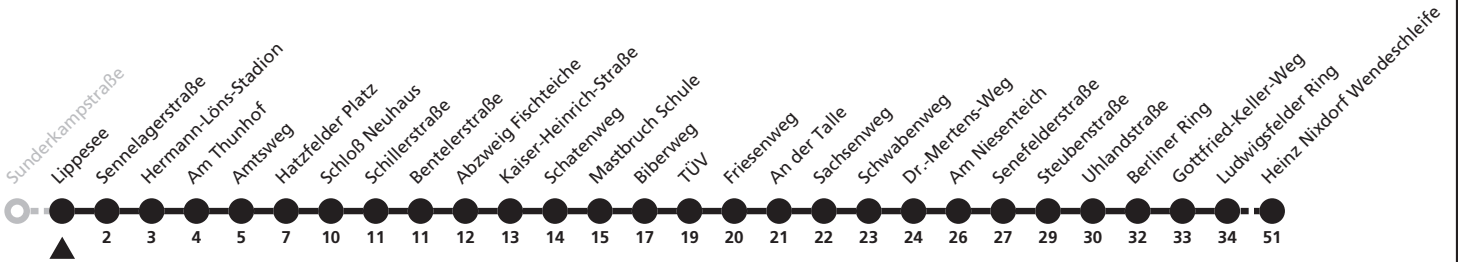 Sunderkampstraße
Lippesee
Sennelagerstraße
Hermann-Löns-Stadion
Am Thunhof
Amtsweg
Hatzfelder Platz
Schloß Neuhaus
Schillerstraße
Bentelerstraße
Abzweig Fischteiche
Kaiser-Heinrich-Straße
Schatenweg
Mastbruch Schule
Biberweg
TÜV
Friesenweg
An der Talle
Sachsenweg
Schwabenweg
Dr.-Mertens-Weg
Am Niesenteich
Senefelderstraße
Steubenstraße
Uhlandstraße
Berliner Ring
Gottfried-Keller-Weg
Ludwigsfelder Ring
Heinz Nixdorf Wendeschleife
2 3 4 5 7 10 11 11 12 13 14 15 17 19 20 21 22 23 24 26 27 29 30 32 33 34 51